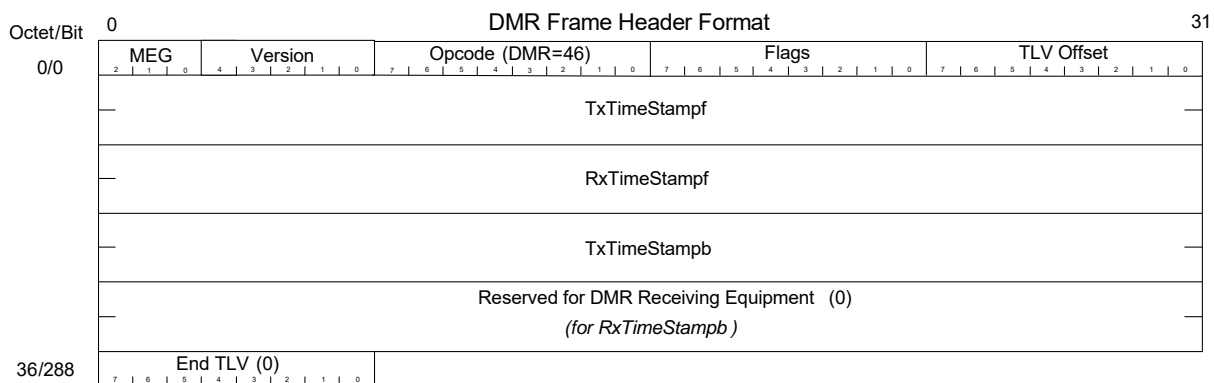 DMR Frame Header Format
Octet/Bit 0 31
MEG Version Opcode (DMR=46) Flags TLV Offset
0/0 2 1 0 4 3 2 1 0 7 6 5 4 3 2 1 0 7 6 5 4 3 2 1 0 7 6 5 4 3 2 1 0
TxTimeStampf
RxTimeStampf
TxTimeStampb
Reserved for DMR Receiving Equipment (0)
(for RxTimeStampb )
36/288 End TLV (0)
7 6 5 4 3 2 1 0